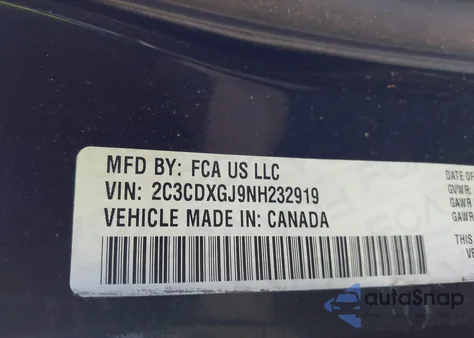 MFD BY: FCA US LLC
VIN: 2C3CDXGJ9NH232919
VEHICLE MADE IN: CANADA
DATE OF
GVWR:
GAWR
GAWR
THIS
autoSnap